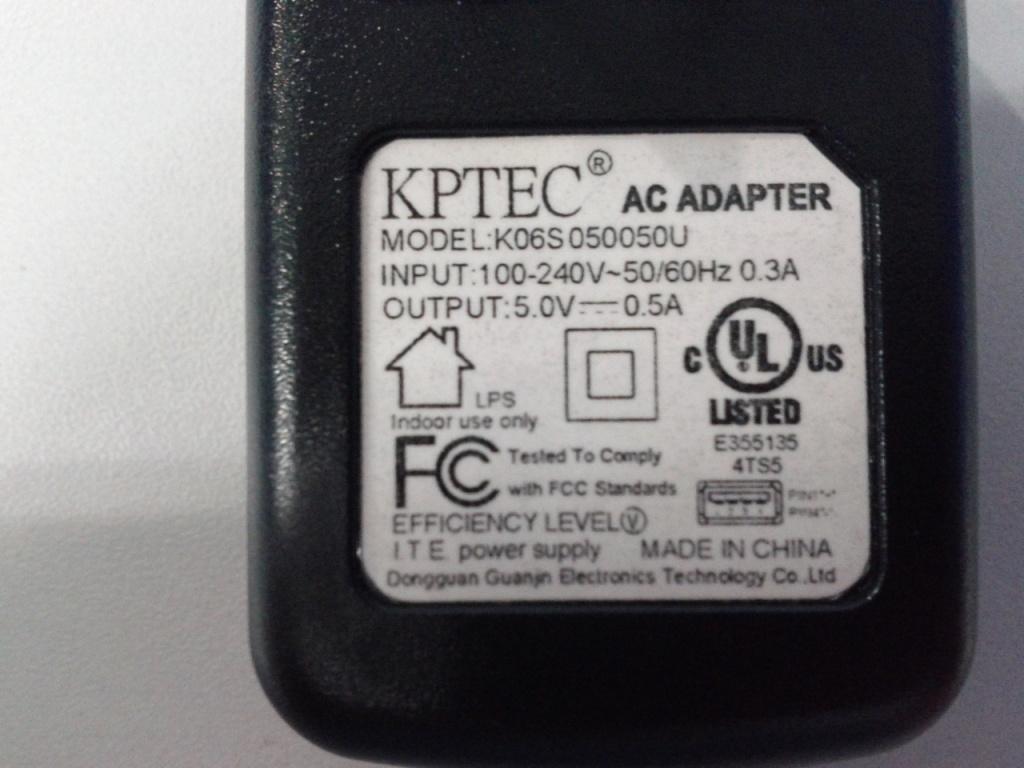 KPTEC® AC ADAPTER
MODEL:K06S050050U
INPUT:100-240V~50/60Hz 0.3A
OUTPUT:5.0V⎓0.5A
LPS
Indoor use only
C UL US
LISTED
E355135
4TS5
FC Tested To Comply
with FCC Standards
EFFICIENCY LEVEL Ⓥ
I.T.E. power supply MADE IN CHINA
Dongguan Guanjin Electronics Technology Co.,Ltd